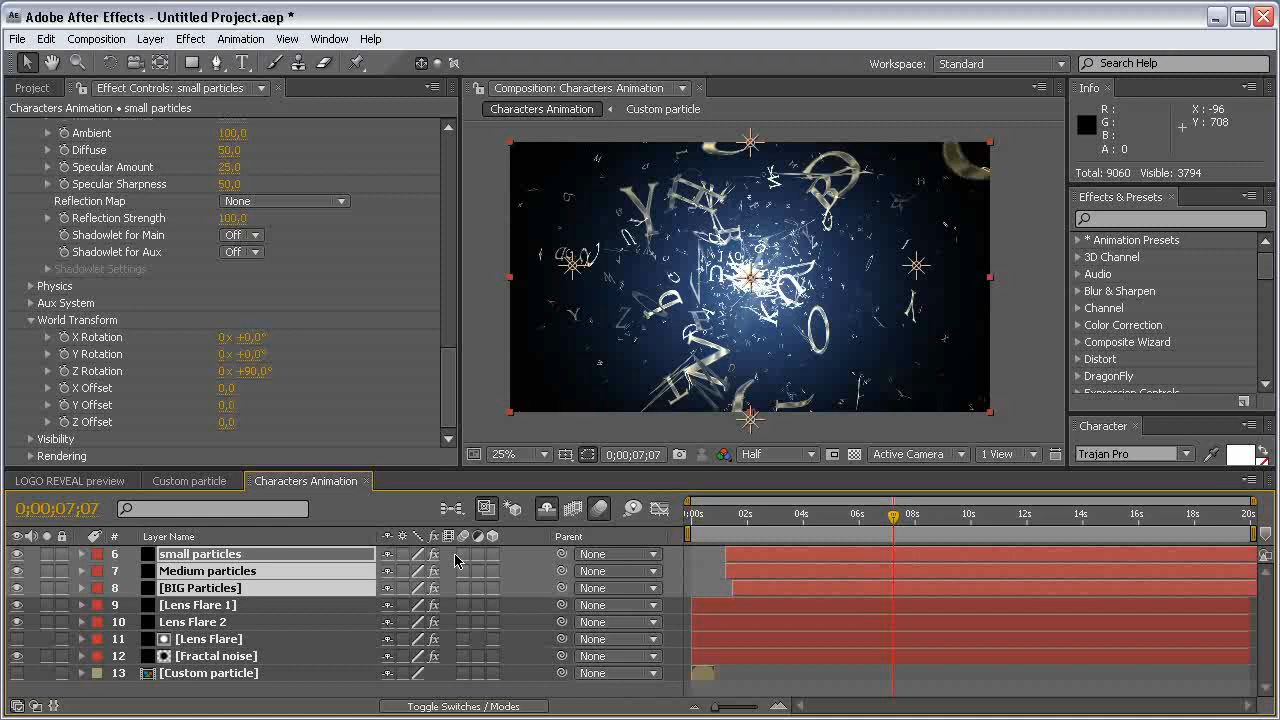 Adobe After Effects - Untitled Project.aep *
File Edit Composition Layer Effect Animation View Window Help
Workspace: Standard Search Help
Project Effect Controls: small particles
Characters Animation • small particles
Ambient 100,0
Diffuse 50,0
Specular Amount 25,0
Specular Sharpness 50,0
Reflection Map None
Reflection Strength 100,0
Shadowlet for Main Off
Shadowlet for Aux Off
Shadowlet Settings
Physics
Aux System
World Transform
X Rotation 0x +0,0°
Y Rotation 0x +0,0°
Z Rotation 0x +90,0°
X Offset 0,0
Y Offset 0,0
Z Offset 0,0
Visibility
Rendering
Composition: Characters Animation
Characters Animation Custom particle
25% 0;00;07;07 Half Active Camera 1 View
Info
R : X : -96
G : Y : 708
B :
A : 0
Total: 9060 Visible: 3794
Effects & Presets
* Animation Presets
3D Channel
Audio
Blur & Sharpen
Channel
Color Correction
Composite Wizard
Distort
DragonFly
Expression Controls
Character
Trajan Pro
LOGO REVEAL preview Custom particle Characters Animation
0;00;07;07
0:00s 02s 04s 06s 08s 10s 12s 14s 16s 18s 20s
# Layer Name fx Parent
6 small particles fx None
7 Medium particles fx None
8 [BIG Particles] fx None
9 [Lens Flare 1] fx None
10 Lens Flare 2 fx None
11 [Lens Flare] fx None
12 [Fractal noise] fx None
13 [Custom particle] None
Toggle Switches / Modes